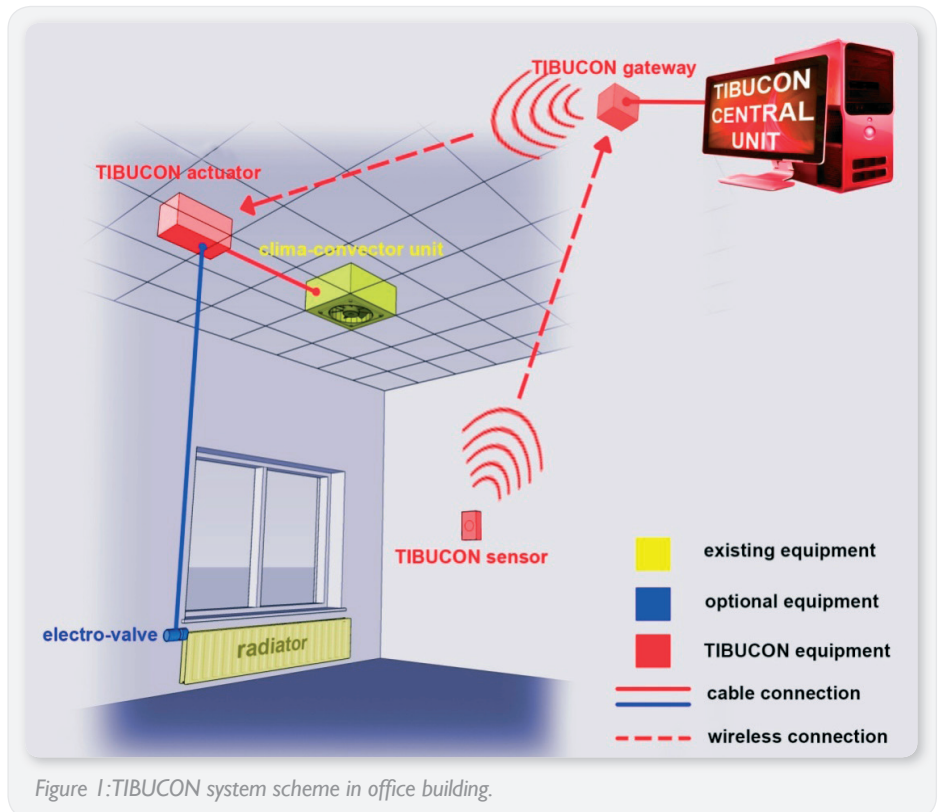 TIBUCON gateway
TIBUCON
CENTRAL
UNIT
TIBUCON actuator
clima-convector unit
TIBUCON sensor
electro-valve
radiator
existing equipment
optional equipment
TIBUCON equipment
cable connection
wireless connection
Figure 1:TIBUCON system scheme in office building.